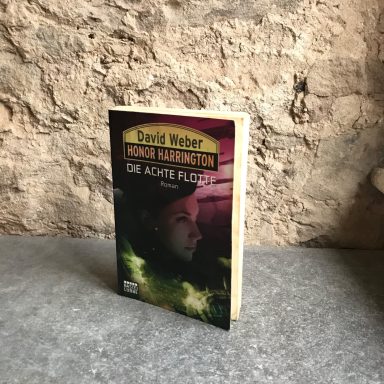 David Weber
HONOR HARRINGTON
DIE ACHTE FLOTTE
Roman